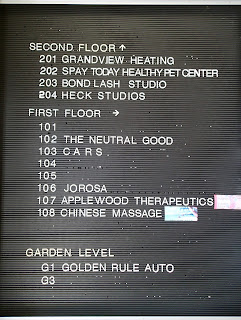 SECOND FLOOR ↑
201 GRANDVIEW HEATING
202 SPAY TODAY HEALTHY PET CENTER
203 BOND LASH STUDIO
204 HECK STUDIOS
FIRST FLOOR →
101
102 THE NEUTRAL GOOD
103 C A R S
104
105
106 JOROSA
107 APPLEWOOD THERAPEUTICS
108 CHINESE MASSAGE
GARDEN LEVEL
G1 GOLDEN RULE AUTO
G3